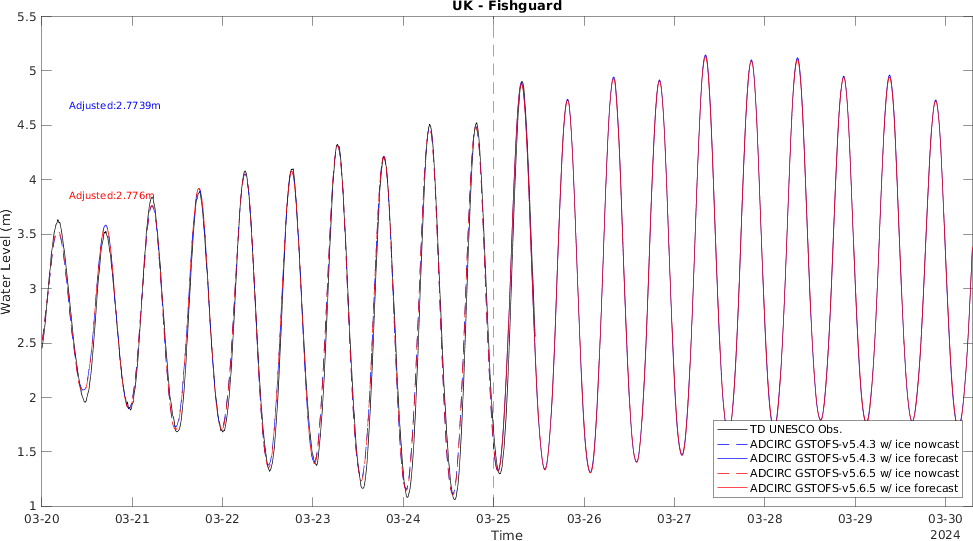 UK - Fishguard
5.5
5
4.5
4
3.5
3
2.5
2
1.5
1
Water Level (m)
Adjusted:2.7739m
Adjusted:2.776m
TD UNESCO Obs.
ADCIRC GSTOFS-v5.4.3 w/ ice nowcast
ADCIRC GSTOFS-v5.4.3 w/ ice forecast
ADCIRC GSTOFS-v5.6.5 w/ ice nowcast
ADCIRC GSTOFS-v5.6.5 w/ ice forecast
03-20 03-21 03-22 03-23 03-24 03-25 03-26 03-27 03-28 03-29 03-30
Time
2024